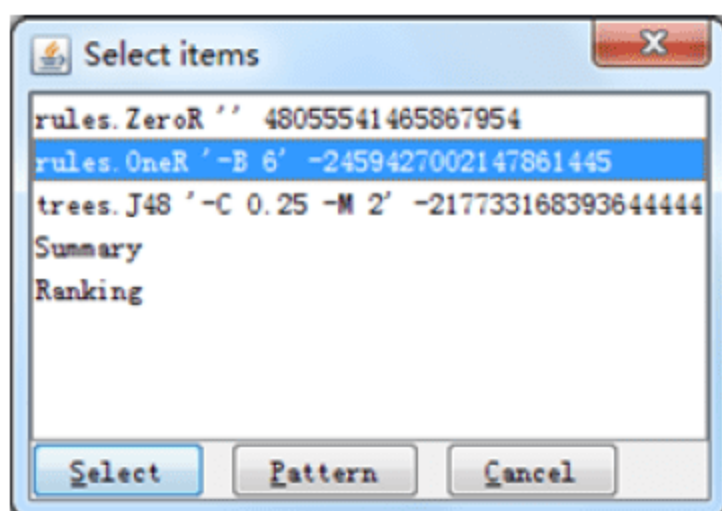 Select items
rules.ZeroR '' 48055541465867954
rules.OneR '-B 6' -2459427002147861445
trees.J48 '-C 0.25 -M 2' -217733168393644444
Summary
Ranking
Select Pattern Cancel